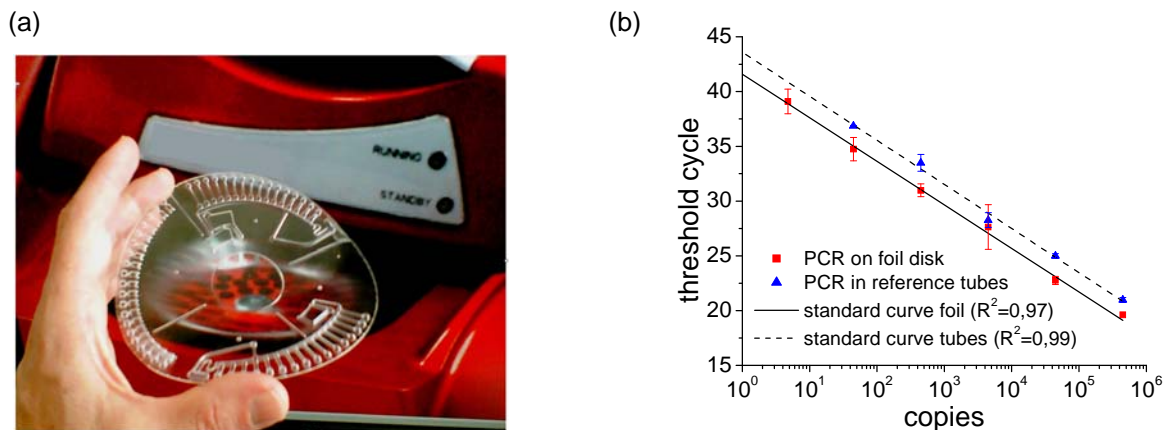 (a)
RUNNING
STANDBY
(b)
threshold cycle
45
40
35
30
25
20
15
PCR on foil disk
PCR in reference tubes
standard curve foil (R²=0,97)
standard curve tubes (R²=0,99)
10⁰ 10¹ 10² 10³ 10⁴ 10⁵ 10⁶
copies